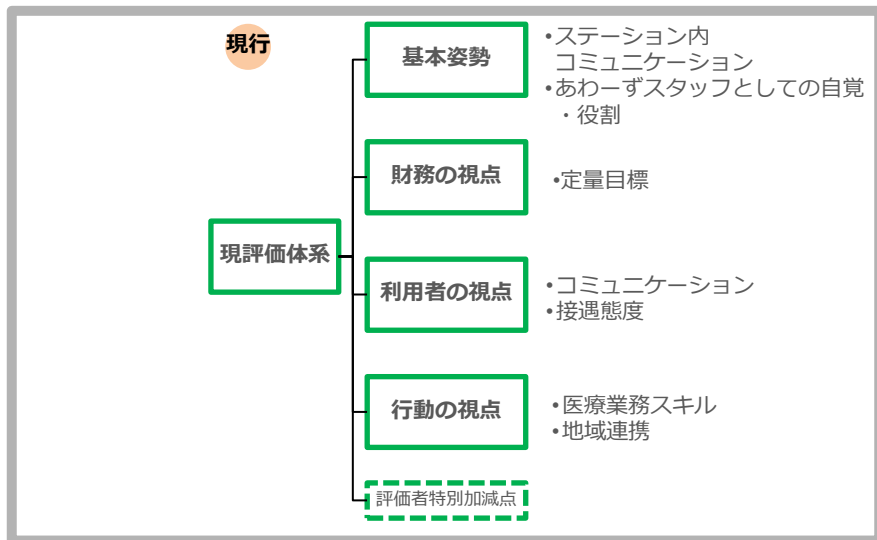 現行
現評価体系
基本姿勢
•ステーション内
コミュニケーション
•あわーずスタッフとしての自覚
・役割
財務の視点
•定量目標
利用者の視点
•コミュニケーション
•接遇態度
行動の視点
•医療業務スキル
•地域連携
評価者特別加減点